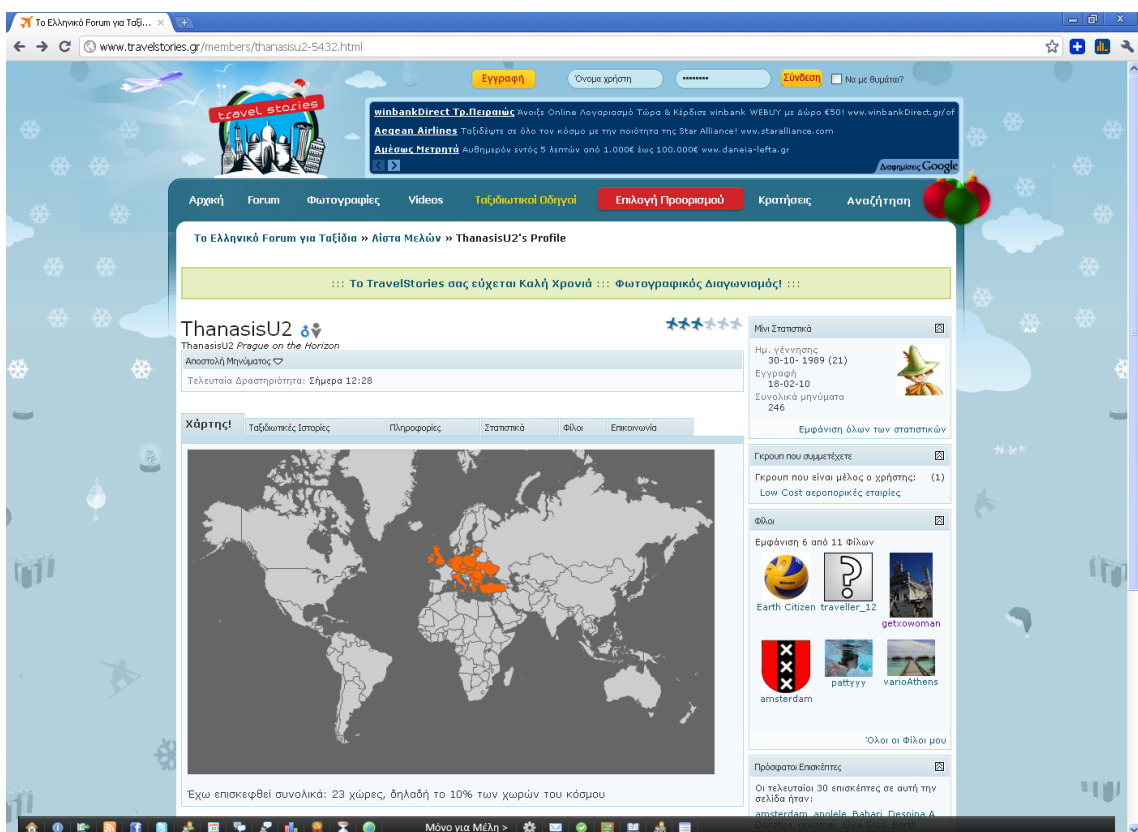 Το Ελληνικό Forum για Ταξί...
www.travelstories.gr/members/thanasisu2-5432.html
travel stories
Εγγραφή
Όνομα χρήστη
Σύνδεση
Να με θυμάται?
winbankDirect Τρ.Πειραιώς Άνοιξε Online Λογαριασμό Τώρα & Κέρδισε winbank WEBUY με Δώρο €50! www.winbankDirect.gr/of
Aegean Airlines Ταξιδέψτε σε όλο τον κόσμο με την ποιότητα της Star Alliance! www.staralliance.com
Αμέσως Μετρητά Αυθημερόν εντός 5 λεπτών από 1.000€ έως 100.000€ www.daneia-lefta.gr
Διαφημίσεις Google
Αρχική Forum Φωτογραφίες Videos Ταξιδιωτικοί Οδηγοί Επιλογή Προορισμού Κρατήσεις Αναζήτηση
Το Ελληνικό Forum για Ταξίδια » Λίστα Μελών » ThanasisU2's Profile
::: Το TravelStories σας εύχεται Καλή Χρονιά ::: Φωτογραφικός Διαγωνισμός! :::
ThanasisU2
ThanasisU2 Prague on the Horizon
Αποστολή Μηνύματος
Τελευταία Δραστηριότητα: Σήμερα 12:28
Χάρτης! Ταξιδιωτικές Ιστορίες Πληροφορίες Στατιστικά Φίλοι Επικοινωνία
Έχω επισκεφθεί συνολικά: 23 χώρες, δηλαδή το 10% των χωρών του κόσμου
Μίνι Στατιστικά
Ημ. γέννησης
30-10- 1989 (21)
Εγγραφή
18-02-10
Συνολικά μηνύματα
246
Εμφάνιση όλων των στατιστικών
Γκρουπ που συμμετέχετε
Γκρουπ που είναι μέλος ο χρήστης: (1)
Low Cost αεροπορικές εταιρίες
Φίλοι
Εμφάνιση 6 από 11 Φίλων
Earth Citizen traveller_12
getxowoman
amsterdam pattyyy varioAthens
Όλοι οι Φίλοι μου
Πρόσφατοι Επισκέπτες
Οι τελευταίοι 30 επισκέπτες σε αυτή την
σελίδα ήταν:
amsterdam, annlele, Bahari, Despina A
Μόνο για Μέλη >